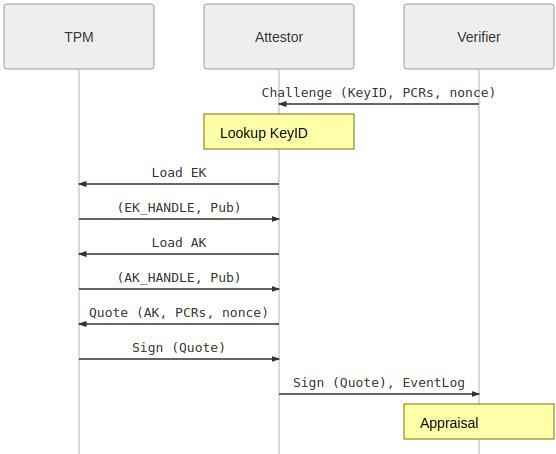 TPM
Attestor
Verifier
Challenge (KeyID, PCRs, nonce)
Lookup KeyID
Load EK
(EK_HANDLE, Pub)
Load AK
(AK_HANDLE, Pub)
Quote (AK, PCRs, nonce)
Sign (Quote)
Sign (Quote), EventLog
Appraisal